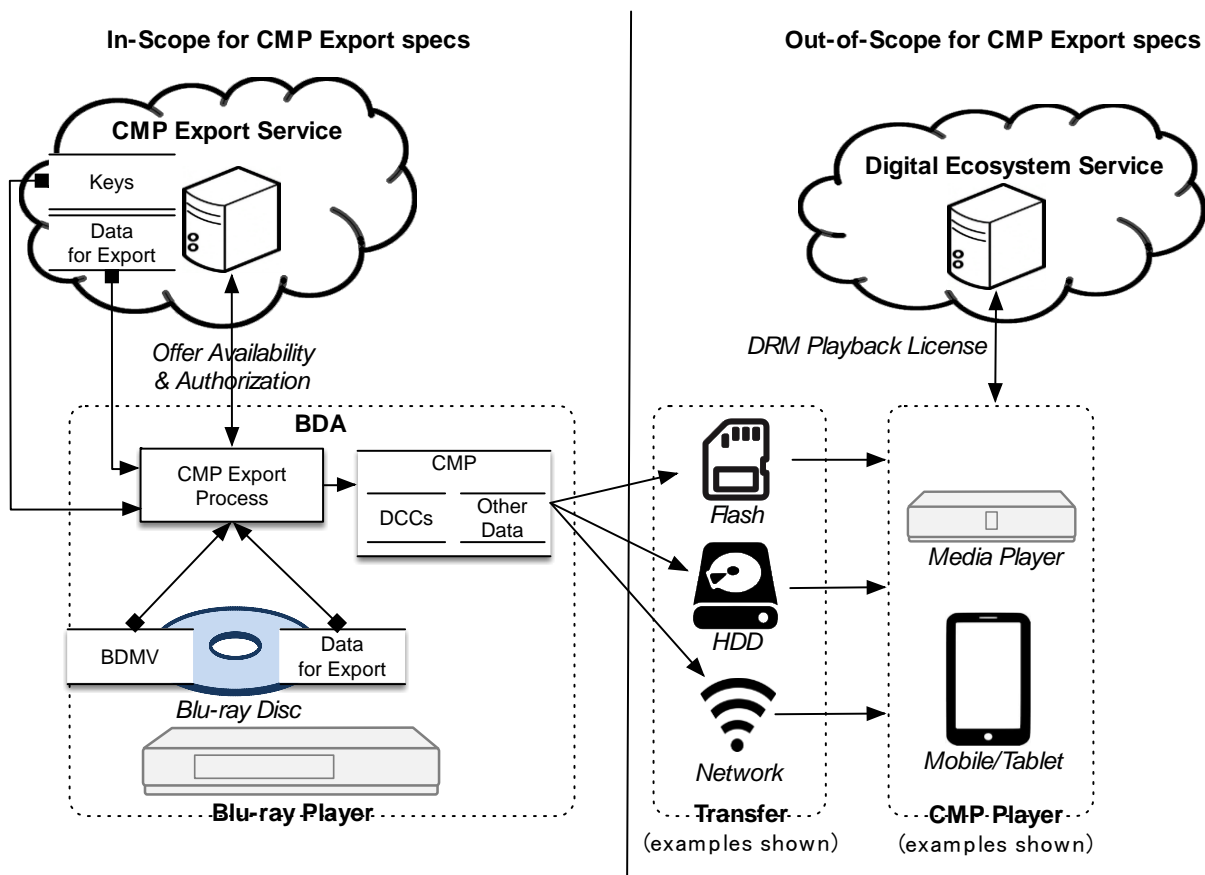 In-Scope for CMP Export specs
Out-of-Scope for CMP Export specs
CMP Export Service
Keys
Data
for Export
Digital Ecosystem Service
Offer Availability
& Authorization
DRM Playback License
BDA
CMP Export
Process
CMP
DCCs
Other
Data
BDMV
Data
for Export
Blu-ray Disc
Blu-ray Player
Flash
HDD
Network
Transfer
(examples shown)
Media Player
Mobile/Tablet
CMP Player
(examples shown)